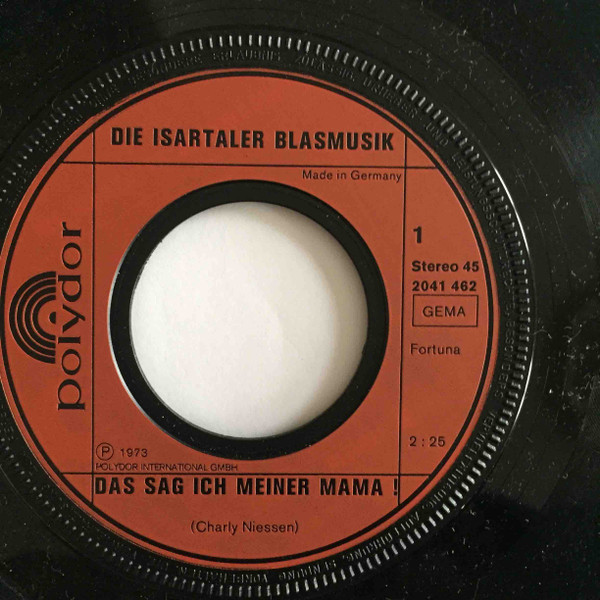 DIE ISARTALER BLASMUSIK
Made in Germany
polydor
1
Stereo 45
2041 462
GEMA
Fortuna
2:25
Ⓟ 1973
POLYDOR INTERNATIONAL GMBH
DAS SAG ICH MEINER MAMA !
(Charly Niessen)